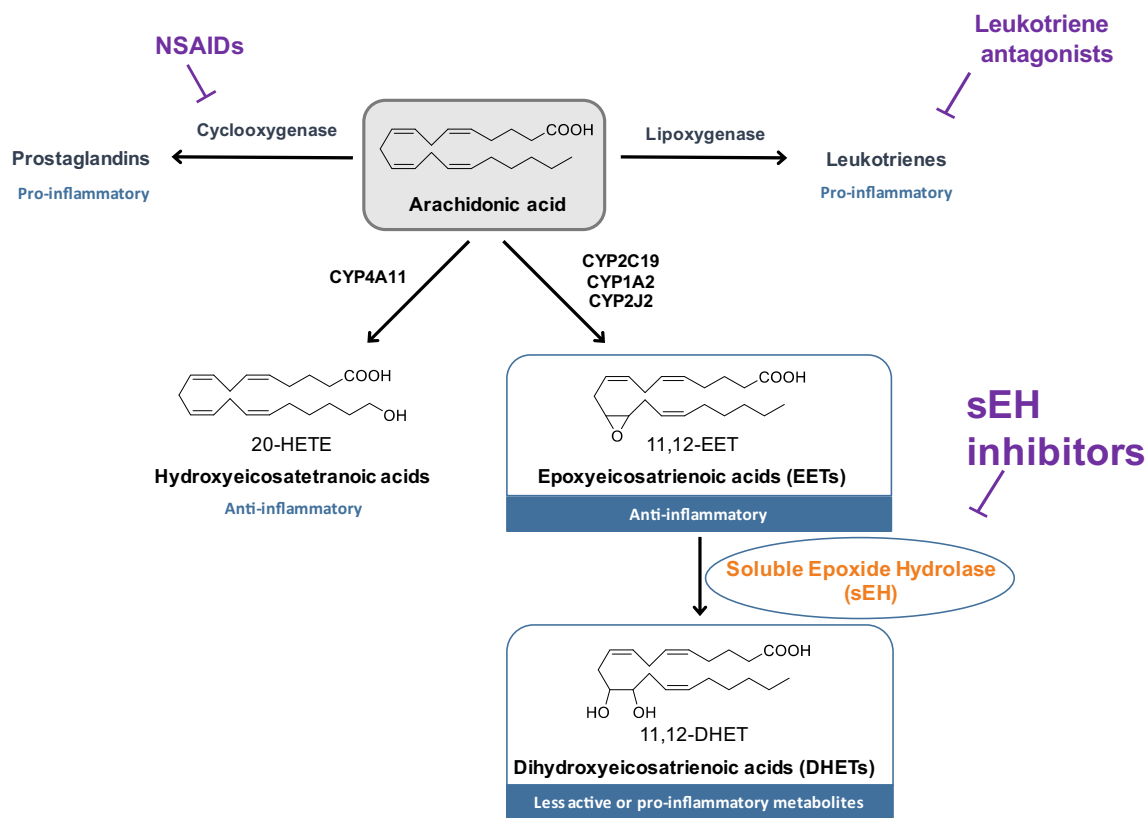 NSAIDs
Leukotriene
antagonists
Cyclooxygenase
COOH
Lipoxygenase
Prostaglandins
Leukotrienes
Pro-inflammatory
Arachidonic acid
Pro-inflammatory
CYP4A11
CYP2C19
CYP1A2
CYP2J2
COOH
OH
20-HETE
Hydroxyeicosatetranoic acids
Anti-inflammatory
COOH
O
11,12-EET
Epoxyeicosatrienoic acids (EETs)
Anti-inflammatory
sEH
inhibitors
Soluble Epoxide Hydrolase
(sEH)
COOH
HO OH
11,12-DHET
Dihydroxyeicosatrienoic acids (DHETs)
Less active or pro-inflammatory metabolites